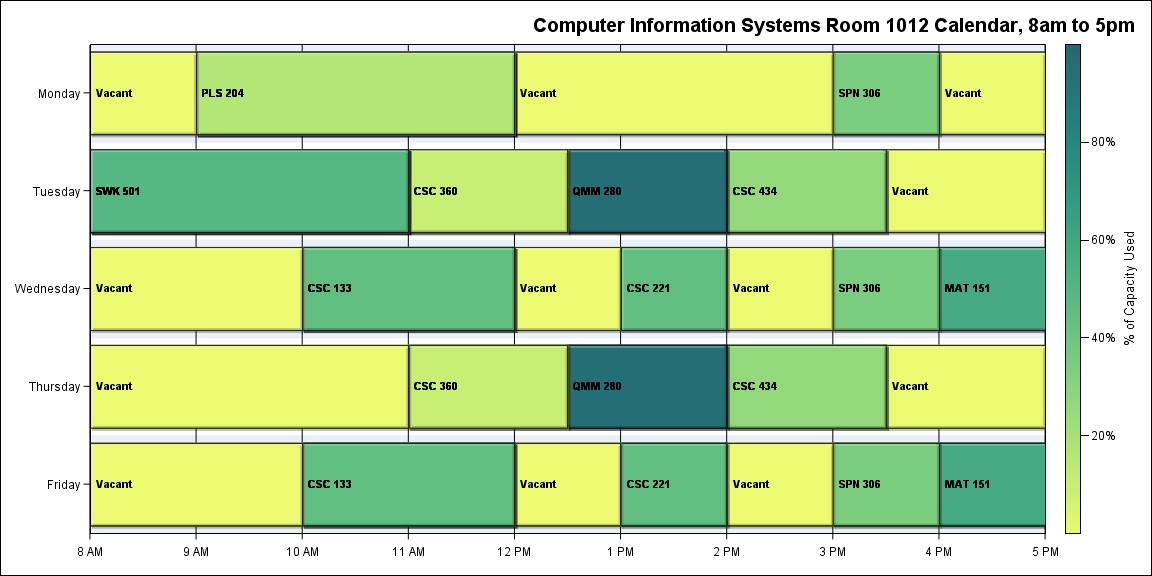 Computer Information Systems Room 1012 Calendar, 8am to 5pm
Monday Vacant PLS 204 Vacant SPN 306 Vacant
Tuesday SWK 501 CSC 360 QMM 280 CSC 434 Vacant
Wednesday Vacant CSC 133 Vacant CSC 221 Vacant SPN 306 MAT 151
Thursday Vacant CSC 360 QMM 280 CSC 434 Vacant
Friday Vacant CSC 133 Vacant CSC 221 Vacant SPN 306 MAT 151
8 AM 9 AM 10 AM 11 AM 12 PM 1 PM 2 PM 3 PM 4 PM 5 PM
80%
60%
40%
20%
% of Capacity Used